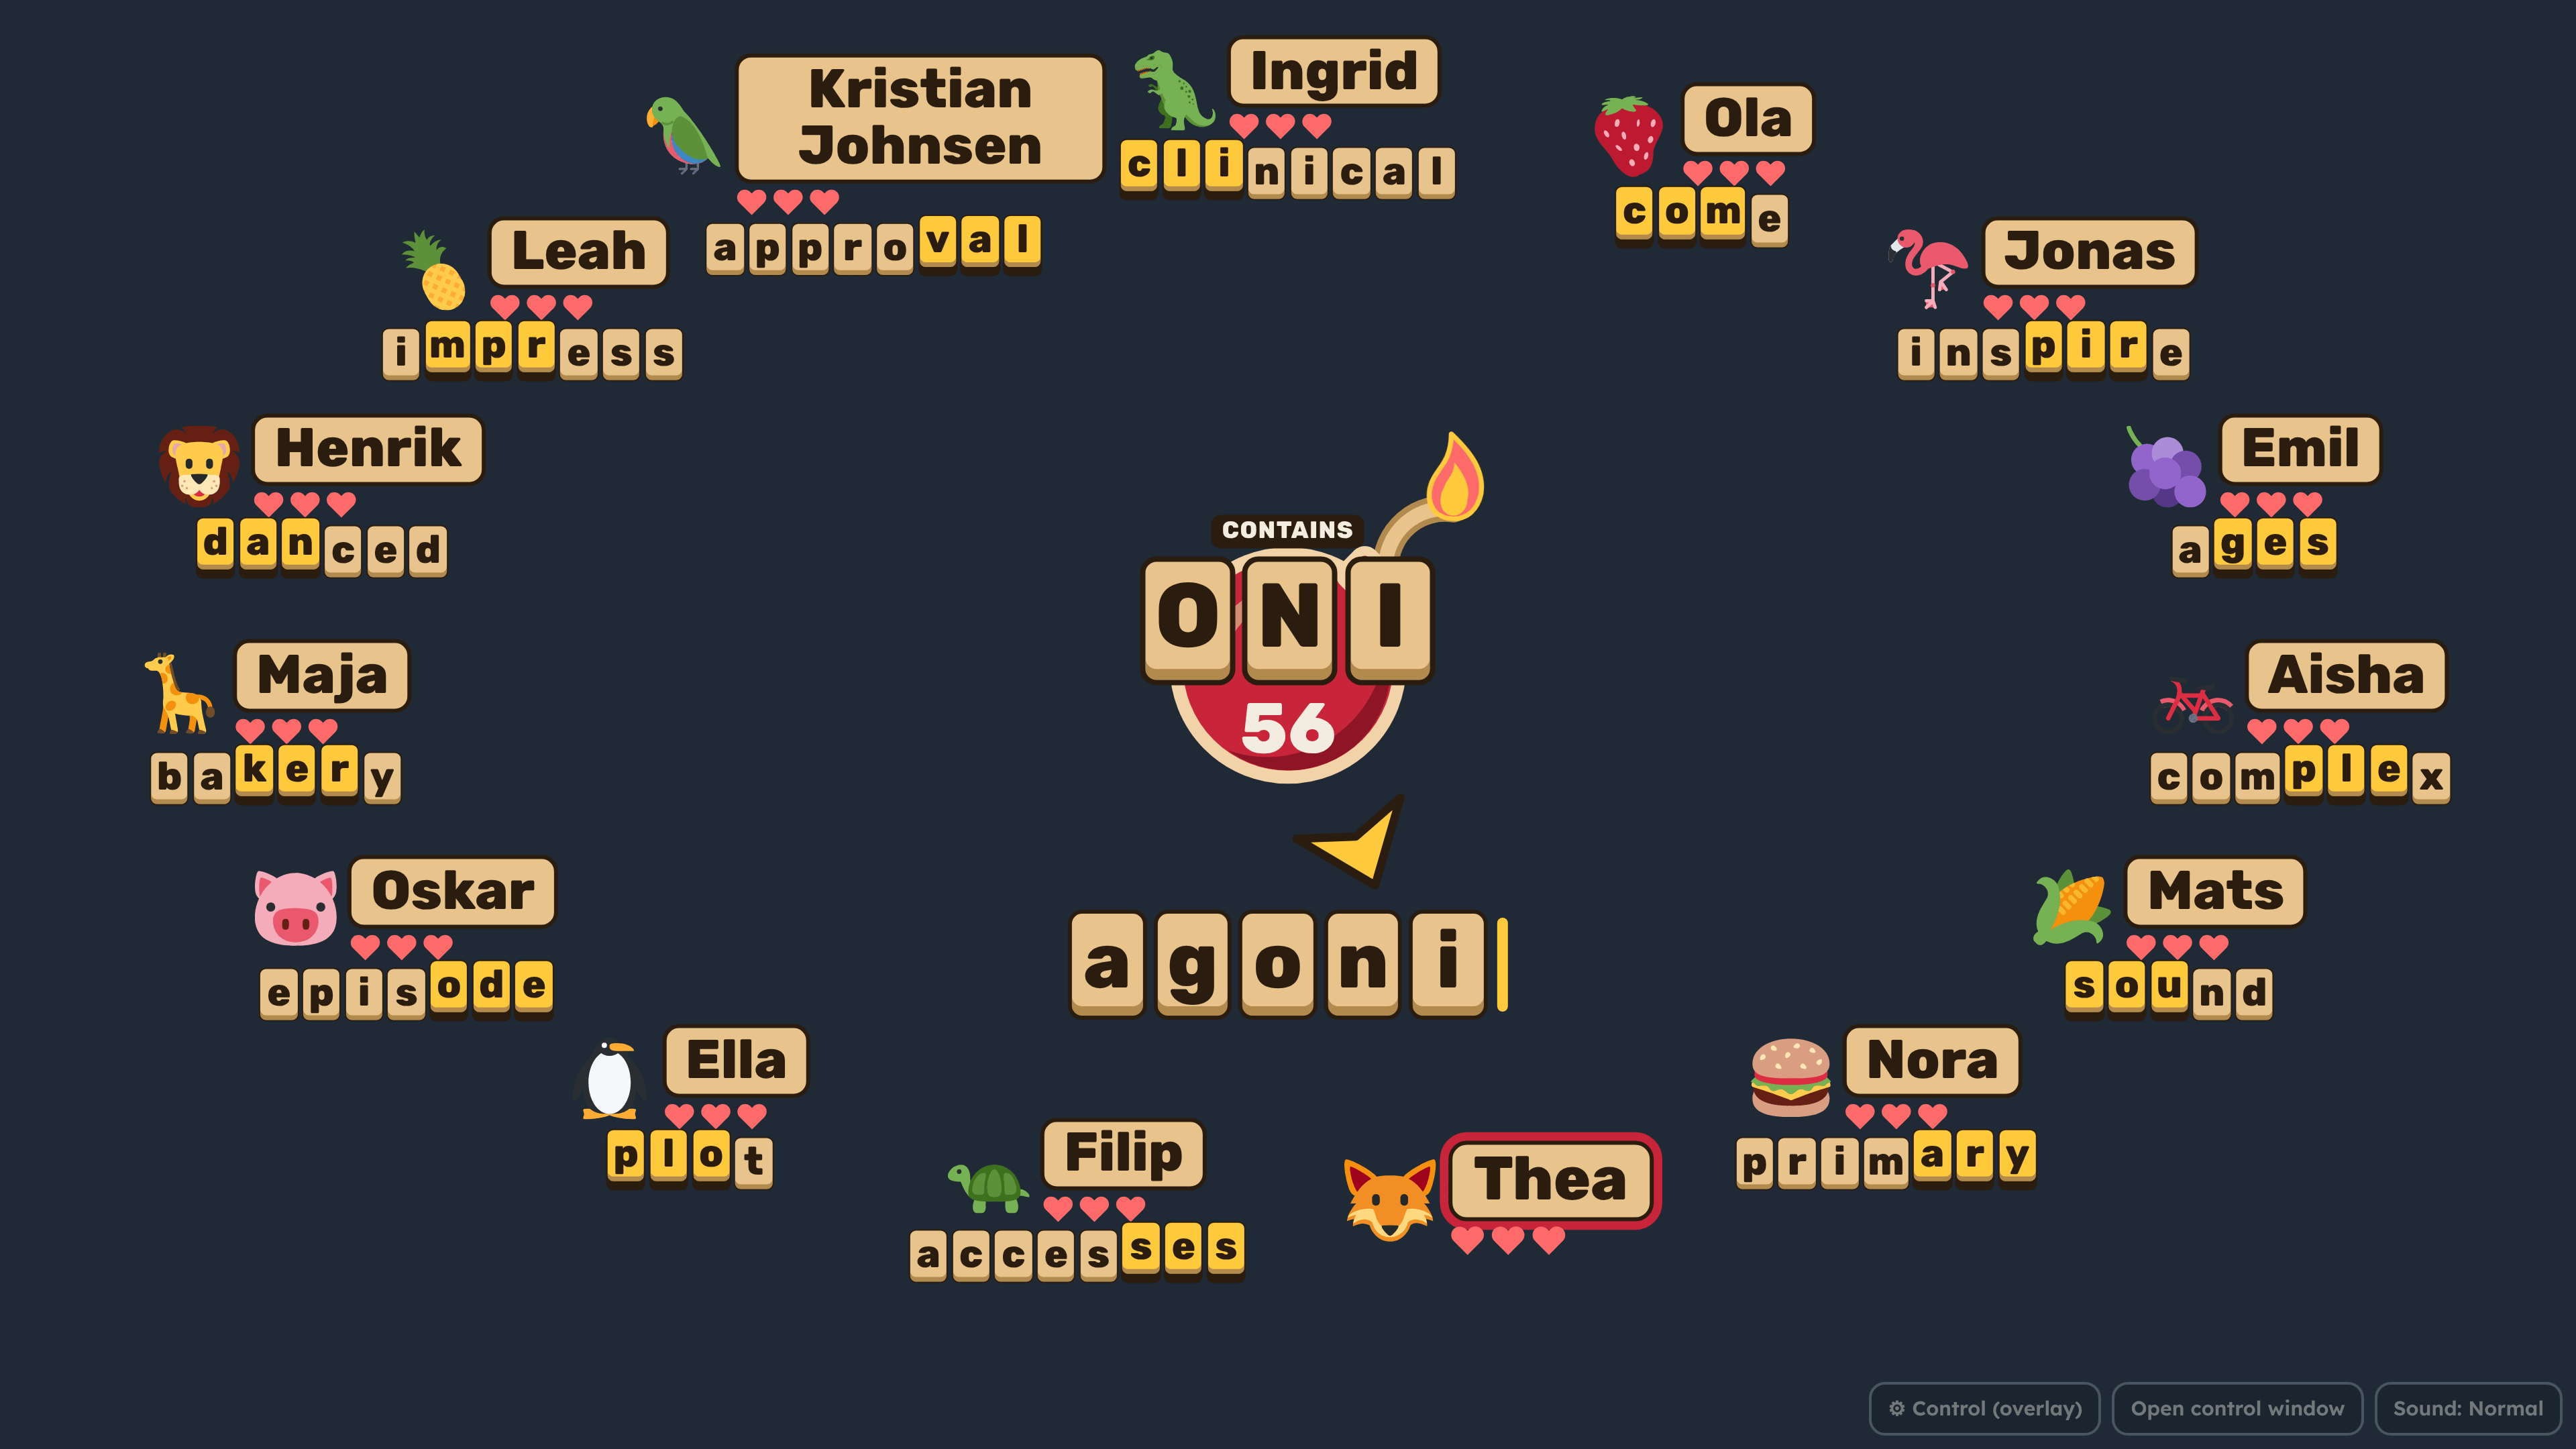 Kristian
Johnsen
approval
Ingrid
clinical
Ola
come
Leah
impress
Jonas
inspire
Henrik
danced
Emil
ages
CONTAINS
ONI
56
Maja
bakery
Aisha
complex
Oskar
episode
agoni
Mats
sound
Ella
plot
Nora
primary
Filip
accesses
Thea
⚙ Control (overlay)
Open control window
Sound: Normal